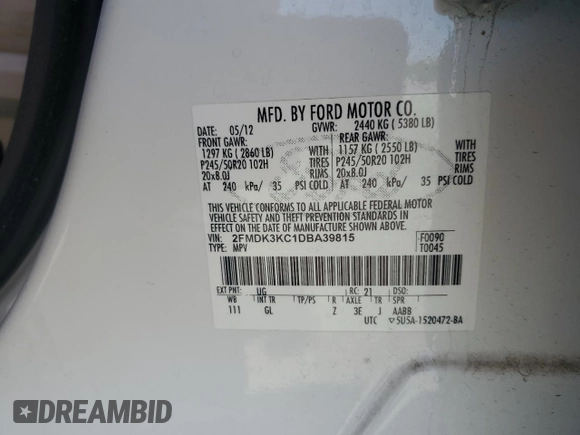 MFD. BY FORD MOTOR CO.
DATE: 05/12 GVWR: 2440 KG ( 5380 LB)
FRONT GAWR: REAR GAWR:
1297 KG ( 2860 LB) WITH 1157 KG ( 2550 LB) WITH
P245/50R20 102H TIRES P245/50R20 102H TIRES
20x8.0J RIMS 20x8.0J RIMS
AT 240 kPa/ 35 PSI COLD AT 240 kPa/ 35 PSI COLD
THIS VEHICLE CONFORMS TO ALL APPLICABLE FEDERAL MOTOR
VEHICLE SAFETY AND THEFT PREVENTION STANDARDS IN
EFFECT ON THE DATE OF MANUFACTURE SHOWN ABOVE.
VIN: 2FMDK3KC1DBA39815 F0090
TYPE: MPV T0045
EXT PNT: UG RC: 21 DSO:
WB INT TR TP/PS R AXLE TR SPR
111 GL Z 3E J AABB
UTC ▽5U5A-1520472-BA
DREAMBID